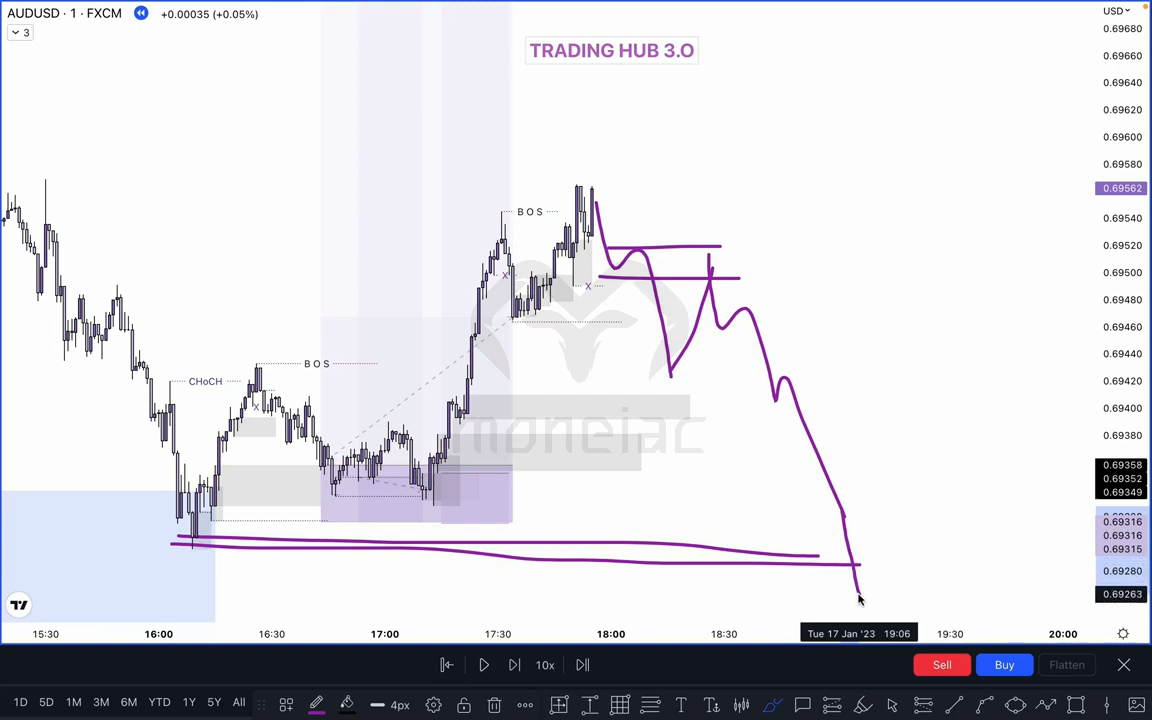 AUDUSD · 1 · FXCM
+0.00035 (+0.05%)
USD
3
TRADING HUB 3.O
0.69680
0.69660
0.69640
0.69620
0.69600
0.69580
0.69562
0.69540
0.69520
0.69500
0.69480
0.69460
0.69440
0.69420
0.69400
0.69380
0.69358
0.69352
0.69349
0.69316
0.69316
0.69315
0.69280
0.69263
BOS
X
X
BOS
CHoCH
X
moneiac
15:30
16:00
16:30
17:00
17:30
18:00
18:30
Tue 17 Jan '23 19:06
19:30
20:00
10x
Sell
Buy
Flatten
1D
5D
1M
3M
6M
YTD
1Y
5Y
All
4px